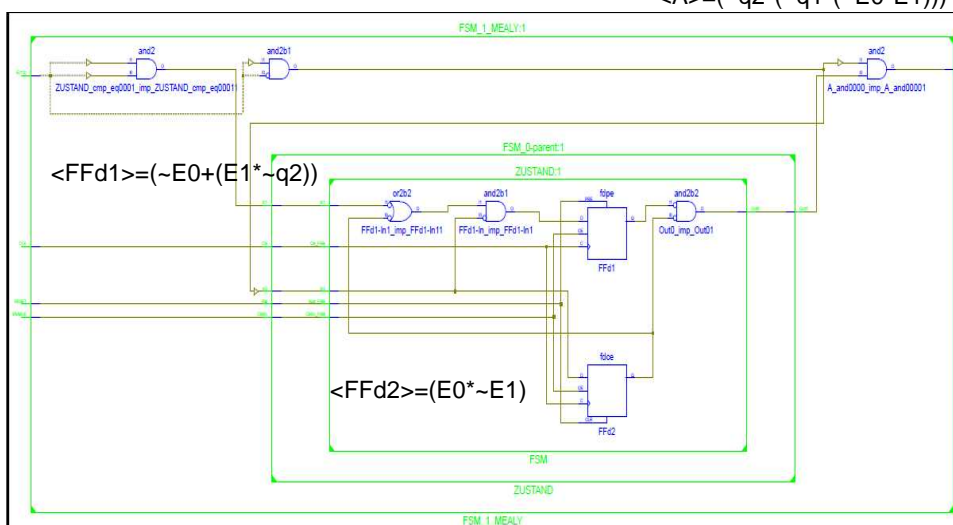 <A>=(~q2*(~q1*(~E0*E1)))
FSM_1_MEALY:1
and2
and2b1
and2
ZUSTAND_cmp_eq0001_imp_ZUSTAND_cmp_eq00011
A_and0000_imp_A_and00001
FSM_0-parent:1
<FFd1>=(~E0+(E1*~q2))
ZUSTAND:1
or2b2
and2b1
fdpe
and2b2
FFd1-In1_imp_FFd1-In11
FFd1-In_imp_FFd1-In1
Out0_imp_Out01
FFd1
fdce
<FFd2>=(E0*~E1)
FFd2
FSM
ZUSTAND
FSM_1_MEALY